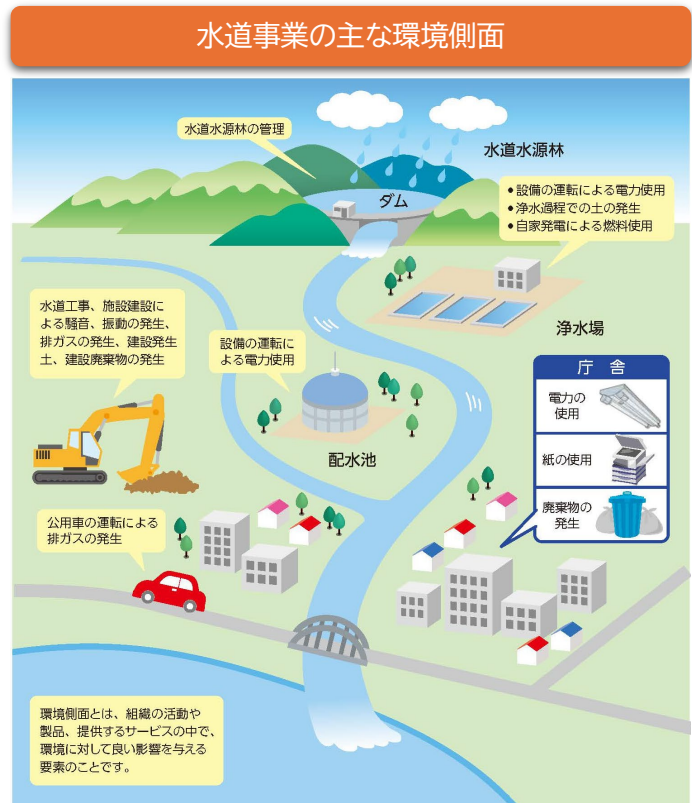 水道事業の主な環境側面
水道水源林の管理
水道水源林
ダム
●設備の運転による電力使用
●浄水過程での土の発生
●自家発電による燃料使用
浄水場
水道工事、施設建設に
よる騒音、振動の発生、
排ガスの発生、建設発生
土、建設廃棄物の発生
設備の運転に
よる電力使用
配水池
庁舎
電力の
使用
紙の使用
廃棄物の
発生
公用車の運転による
排ガスの発生
環境側面とは、組織の活動や
製品、提供するサービスの中で、
環境に対して良い影響を与える
要素のことです。